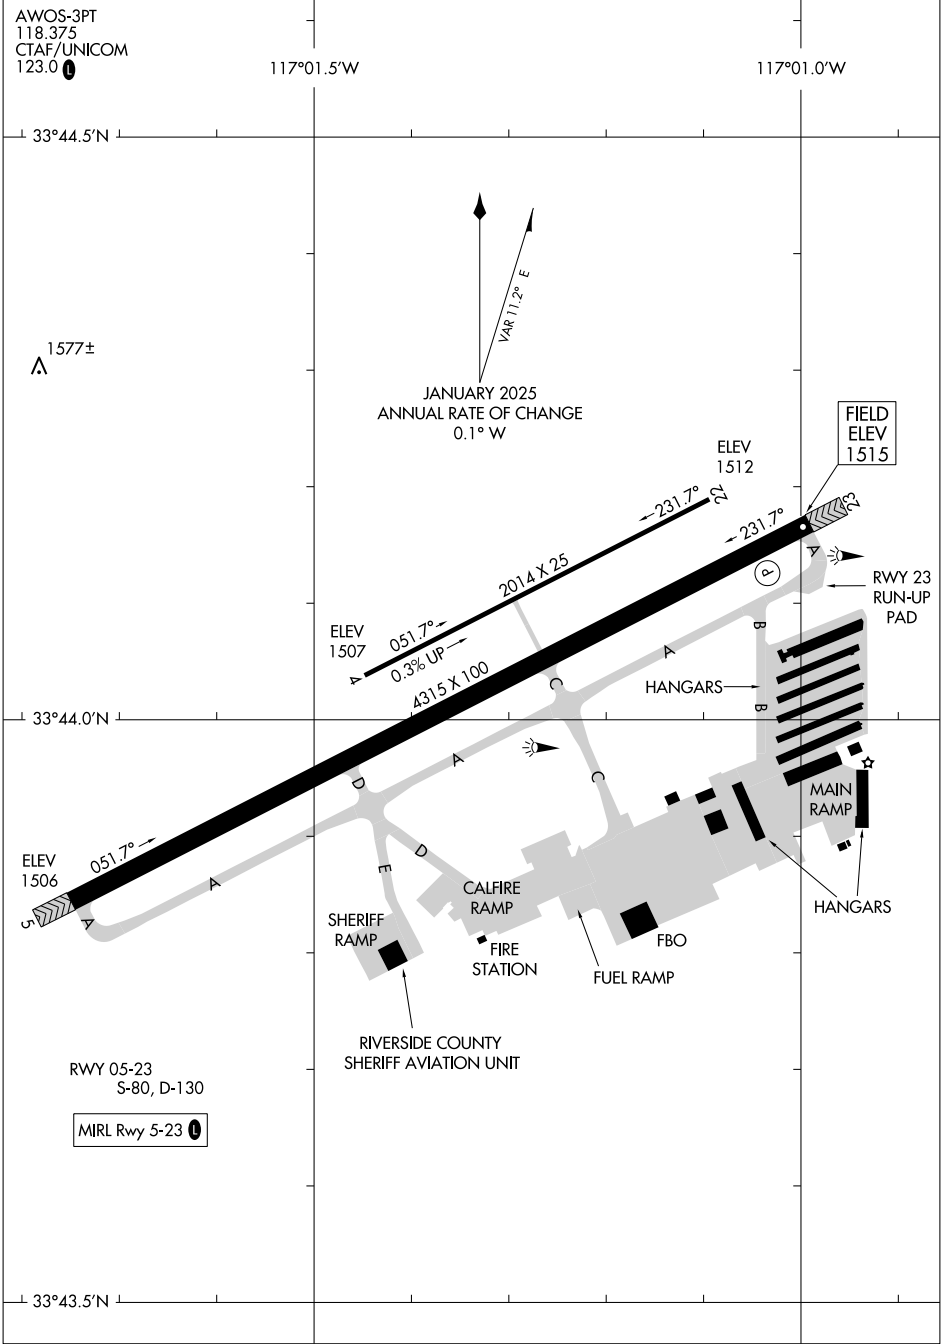 AWOS-3PT
118.375
CTAF/UNICOM
123.0 L
117°01.5'W
117°01.0'W
33°44.5'N
VAR 11.2° E
1577±
JANUARY 2025
ANNUAL RATE OF CHANGE
0.1° W
FIELD
ELEV
1515
ELEV
1512
22
231.7°
23
231.7°
A
P
2014 X 25
RWY 23
RUN-UP
PAD
ELEV
1507
051.7°
0.3% UP
4
4315 X 100
B
A
C
HANGARS
B
33°44.0'N
A
C
D
MAIN
RAMP
051.7°
ELEV
1506
D
E
A
CALFIRE
RAMP
HANGARS
5
A
SHERIFF
RAMP
FBO
FIRE
STATION
FUEL RAMP
RIVERSIDE COUNTY
SHERIFF AVIATION UNIT
RWY 05-23
S-80, D-130
MIRL Rwy 5-23 L
33°43.5'N